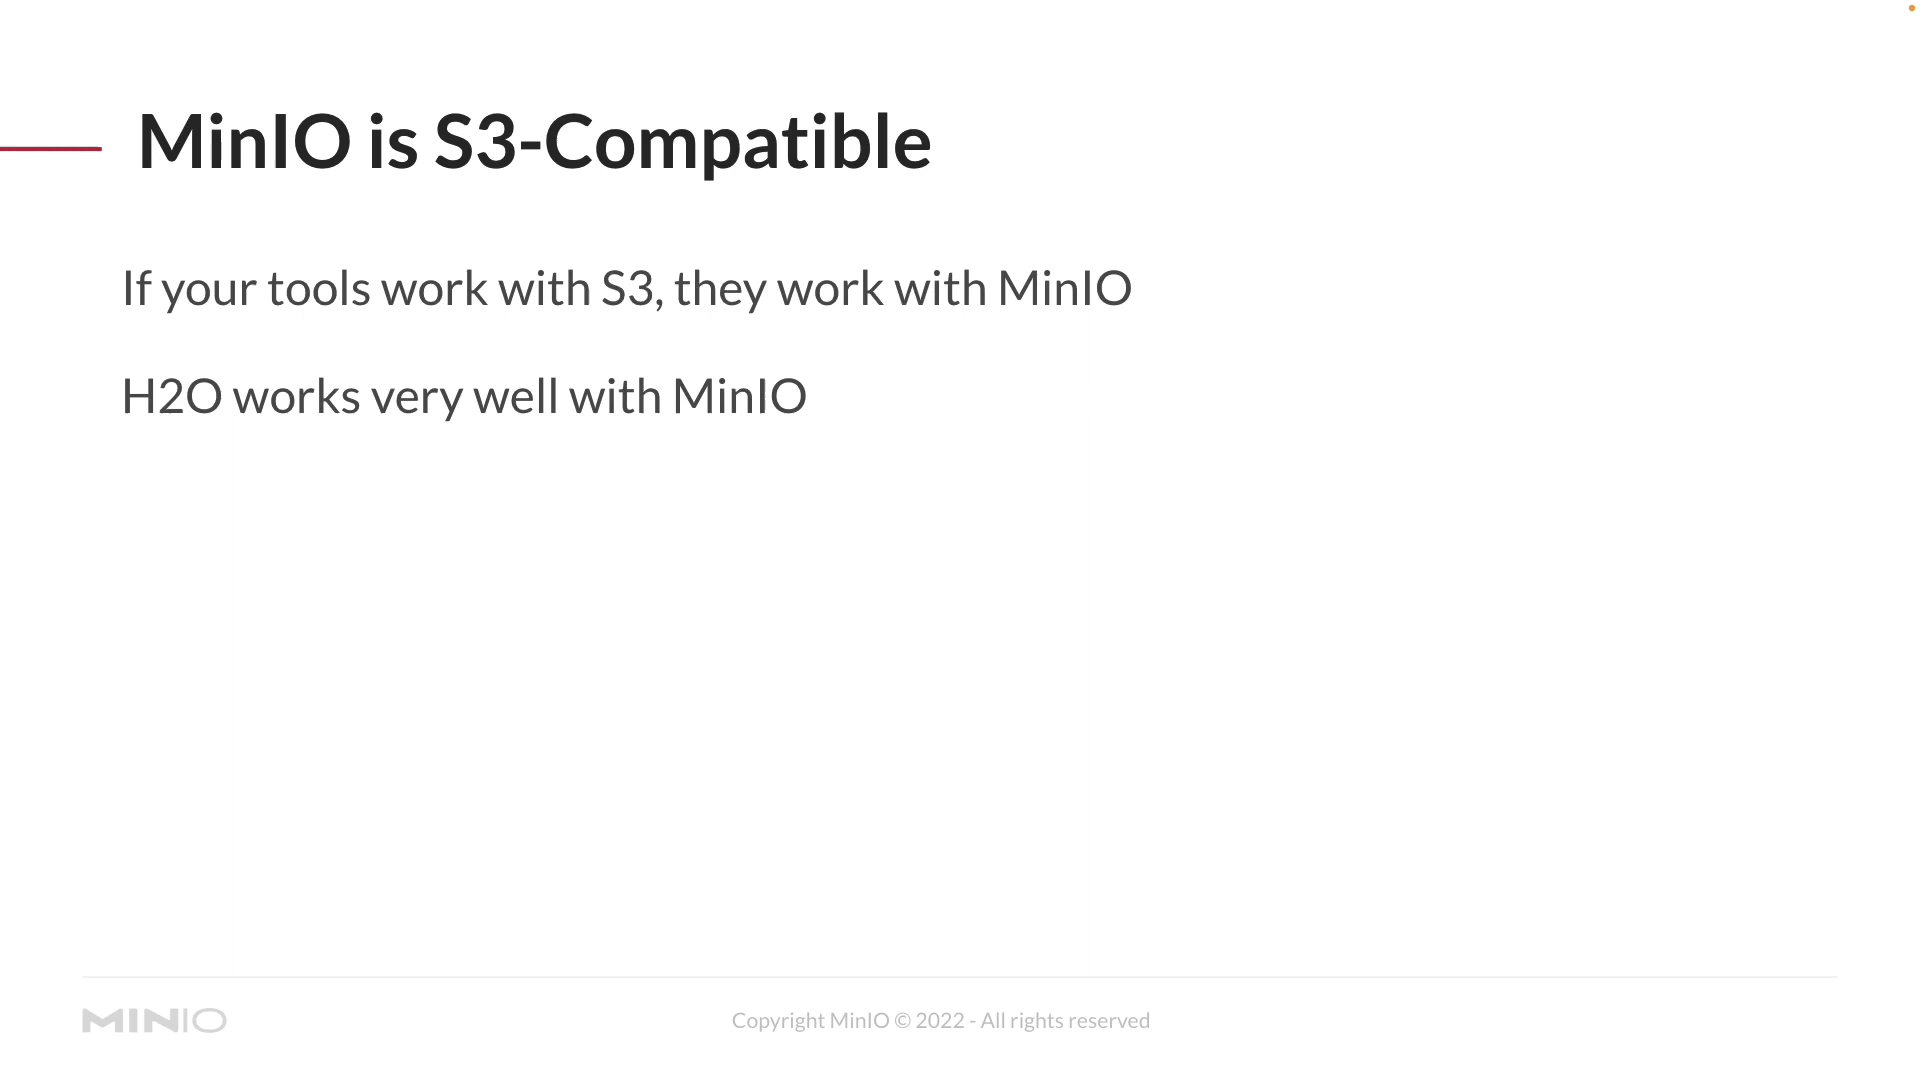 MinIO is S3-Compatible
If your tools work with S3, they work with MinIO
H2O works very well with MinIO
MINIO
Copyright MinIO © 2022 - All rights reserved